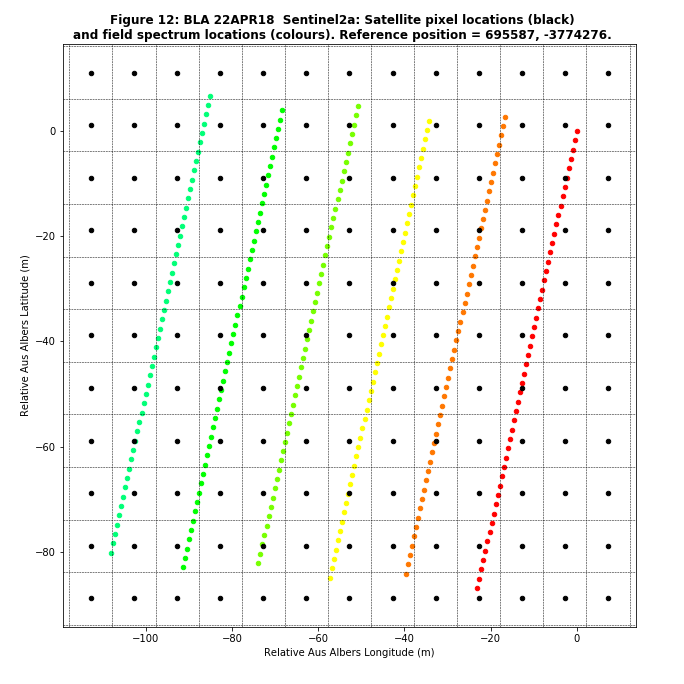 Figure 12: BLA 22APR18  Sentinel2a: Satellite pixel locations (black)
and field spectrum locations (colours). Reference position = 695587, -3774276.
Relative Aus Albers Latitude (m)
0
−20
−40
−60
−80
−100
−80
−60
−40
−20
0
Relative Aus Albers Longitude (m)